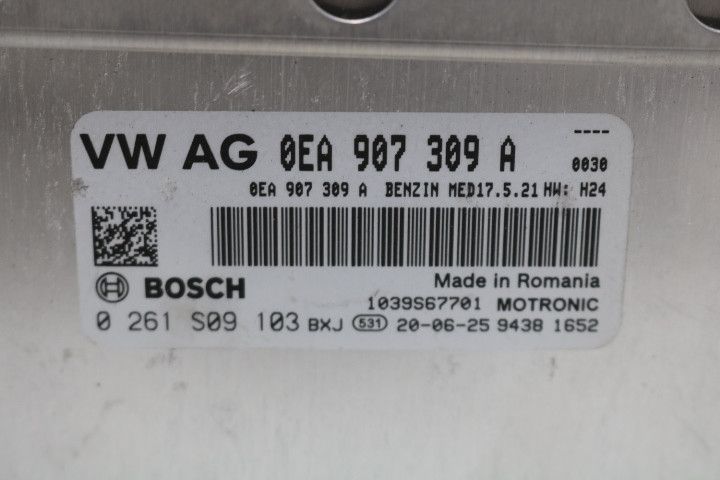 VW AG 0EA 907 309 A
----
0030
0EA 907 309 A BENZIN MED17.5.21 HW: H24
BOSCH
Made in Romania
1039S67701 MOTRONIC
0 261 S09 103 BXJ 531 20-06-25 9438 1652